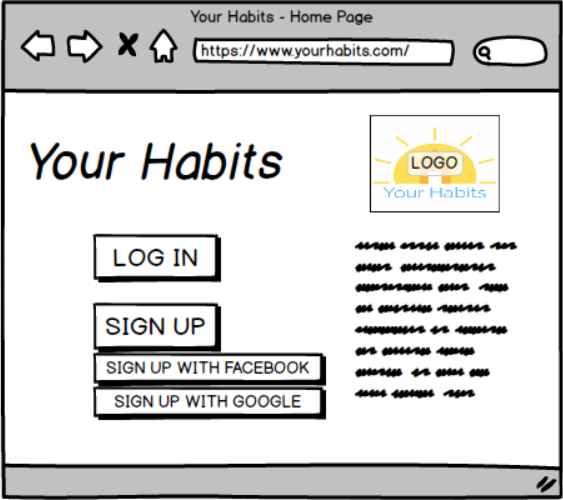 Your Habits - Home Page
https://www.yourhabits.com/
Your Habits
LOGO
Your Habits
LOG IN
SIGN UP
SIGN UP WITH FACEBOOK
SIGN UP WITH GOOGLE